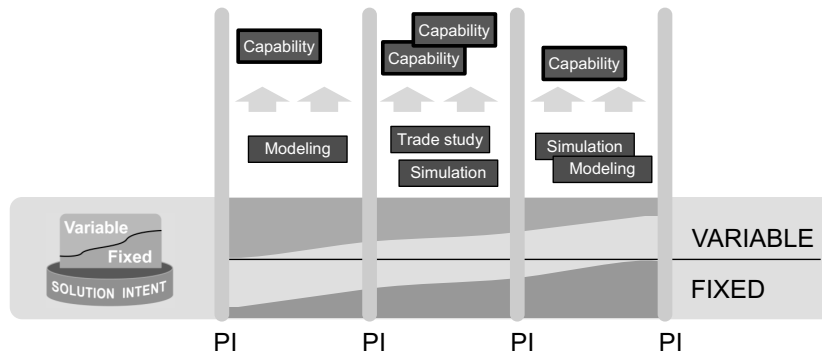 Capability
Capability
Capability
Capability
Modeling
Trade study
Simulation
Simulation
Modeling
Variable
Fixed
SOLUTION INTENT
VARIABLE
FIXED
PI PI PI PI